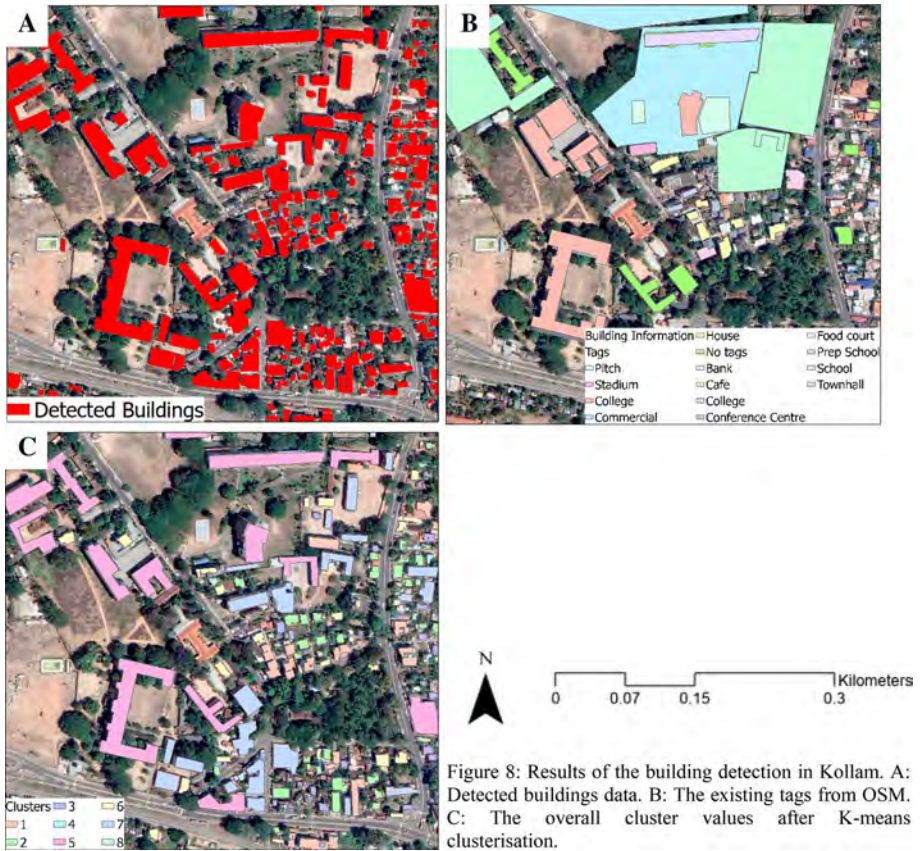 A
Detected Buildings
B
Building Information
Tags
Pitch
Stadium
College
Commercial
House
No tags
Bank
Cafe
College
Conference Centre
Food court
Prep School
School
Townhall
C
Clusters
1
2
3
4
5
6
7
8
N
Kilometers
0 0.07 0.15 0.3
Figure 8: Results of the building detection in Kollam. A:
Detected buildings data. B: The existing tags from OSM.
C: The overall cluster values after K-means
clusterisation.